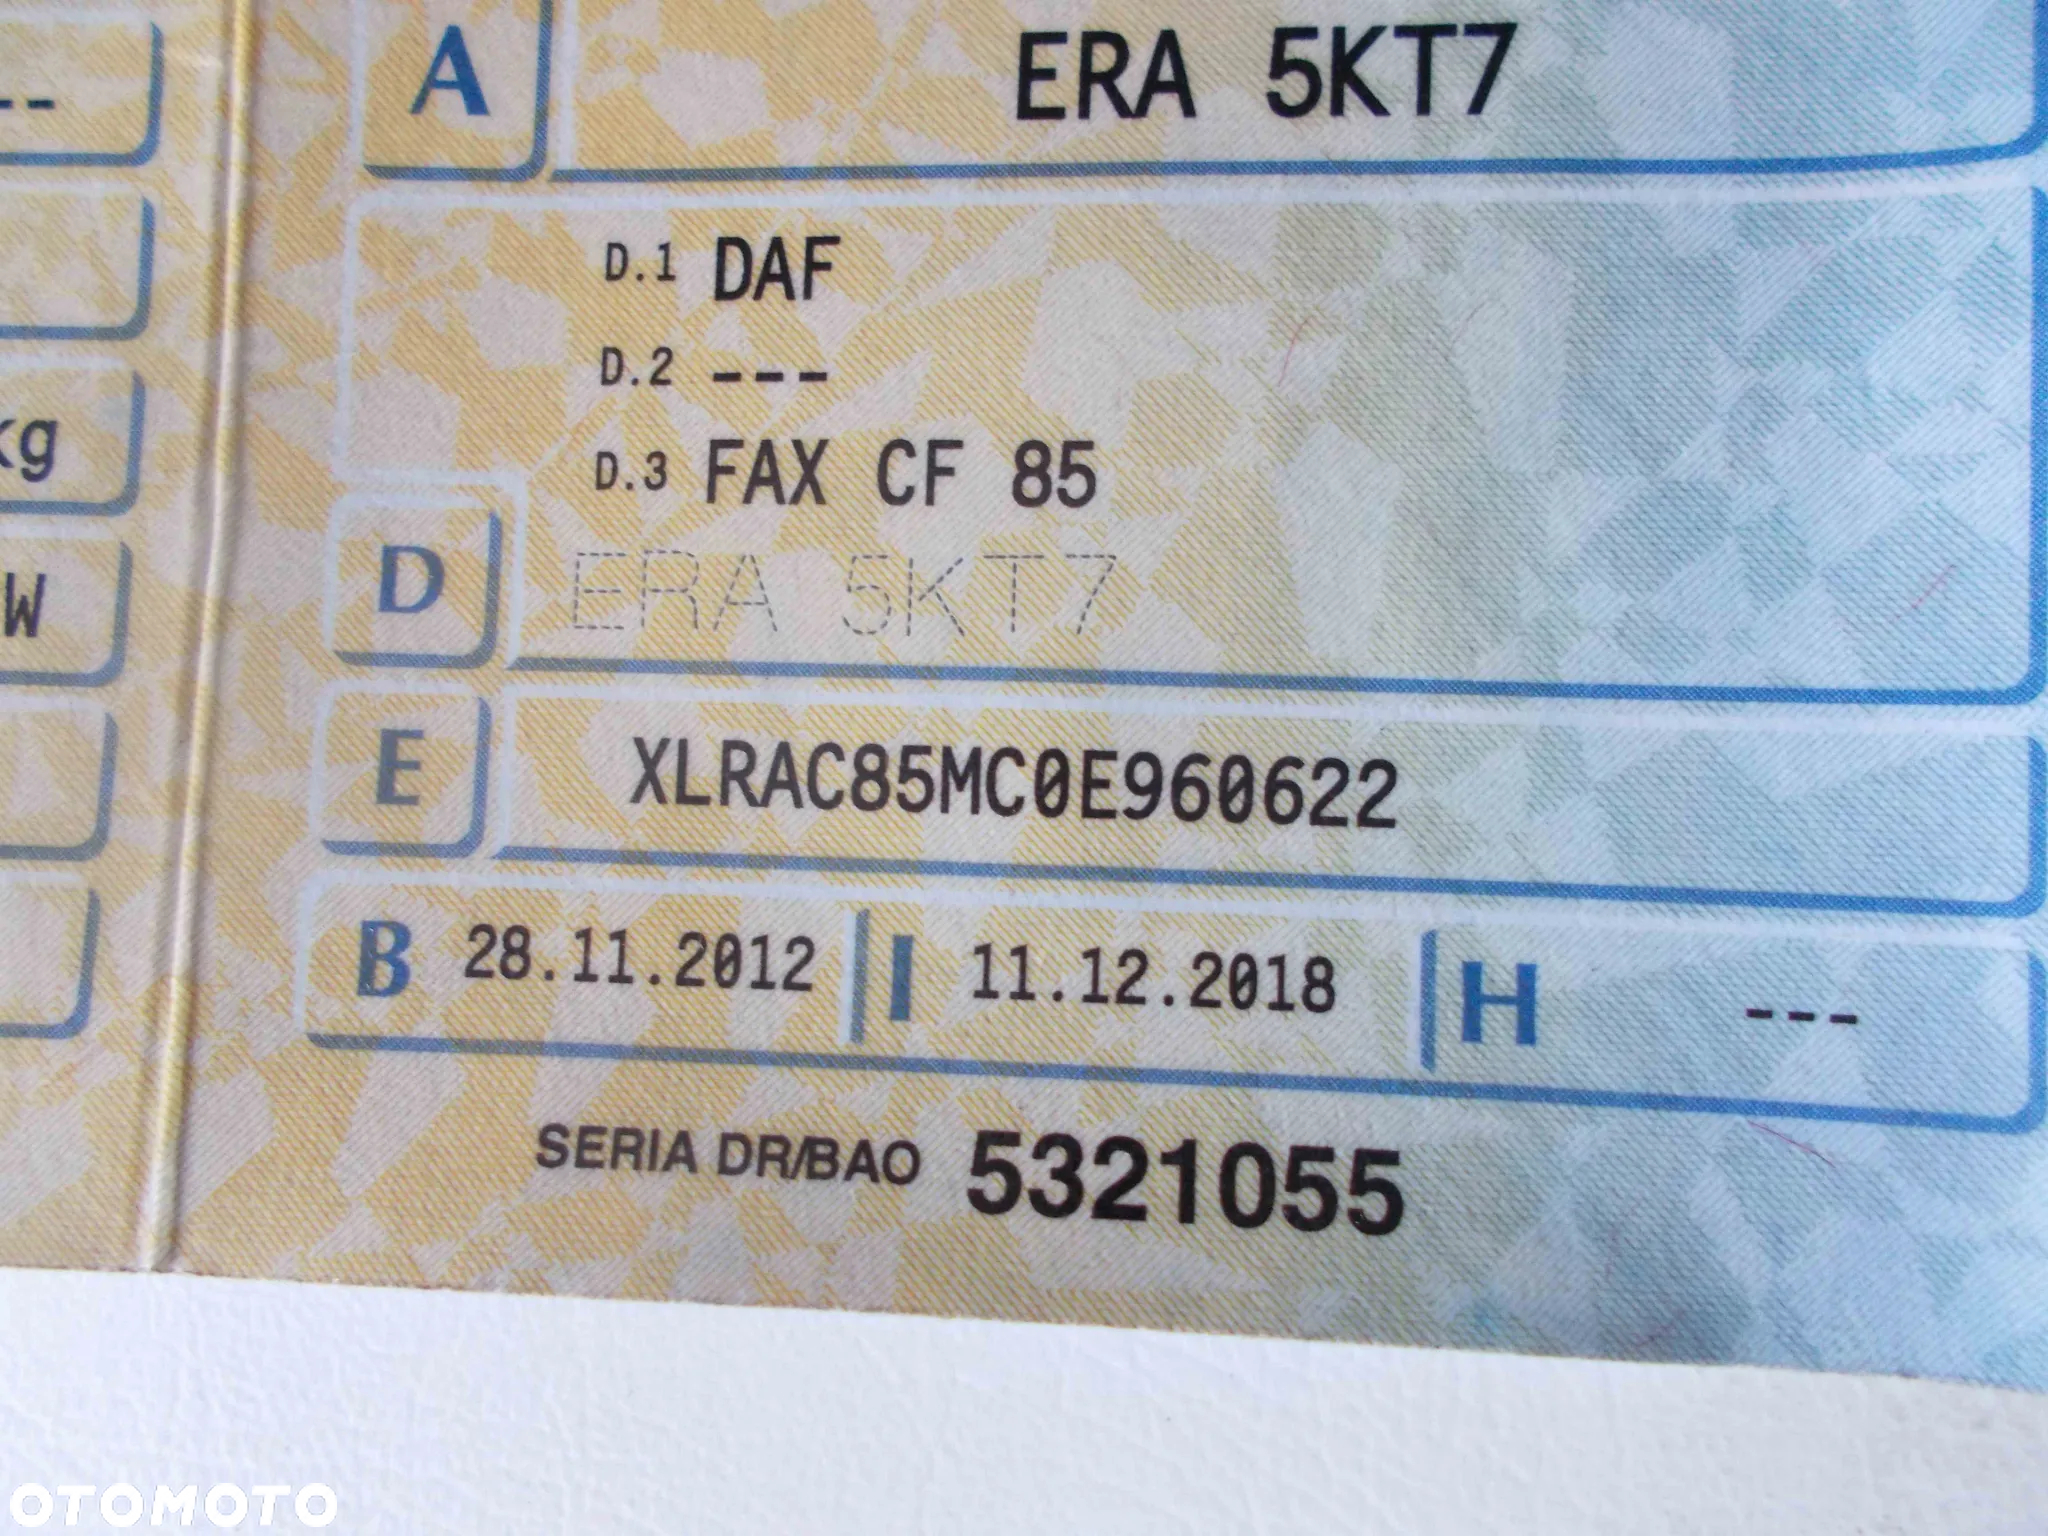 A ERA 5KT7
--
D.1 DAF
D.2 ---
D.3 FAX CF 85
kg
D ERA 5KT7
W
E XLRAC85MC0E960622
B 28.11.2012 I 11.12.2018 H ---
SERIA DR/BAO 5321055
OTOMOTO